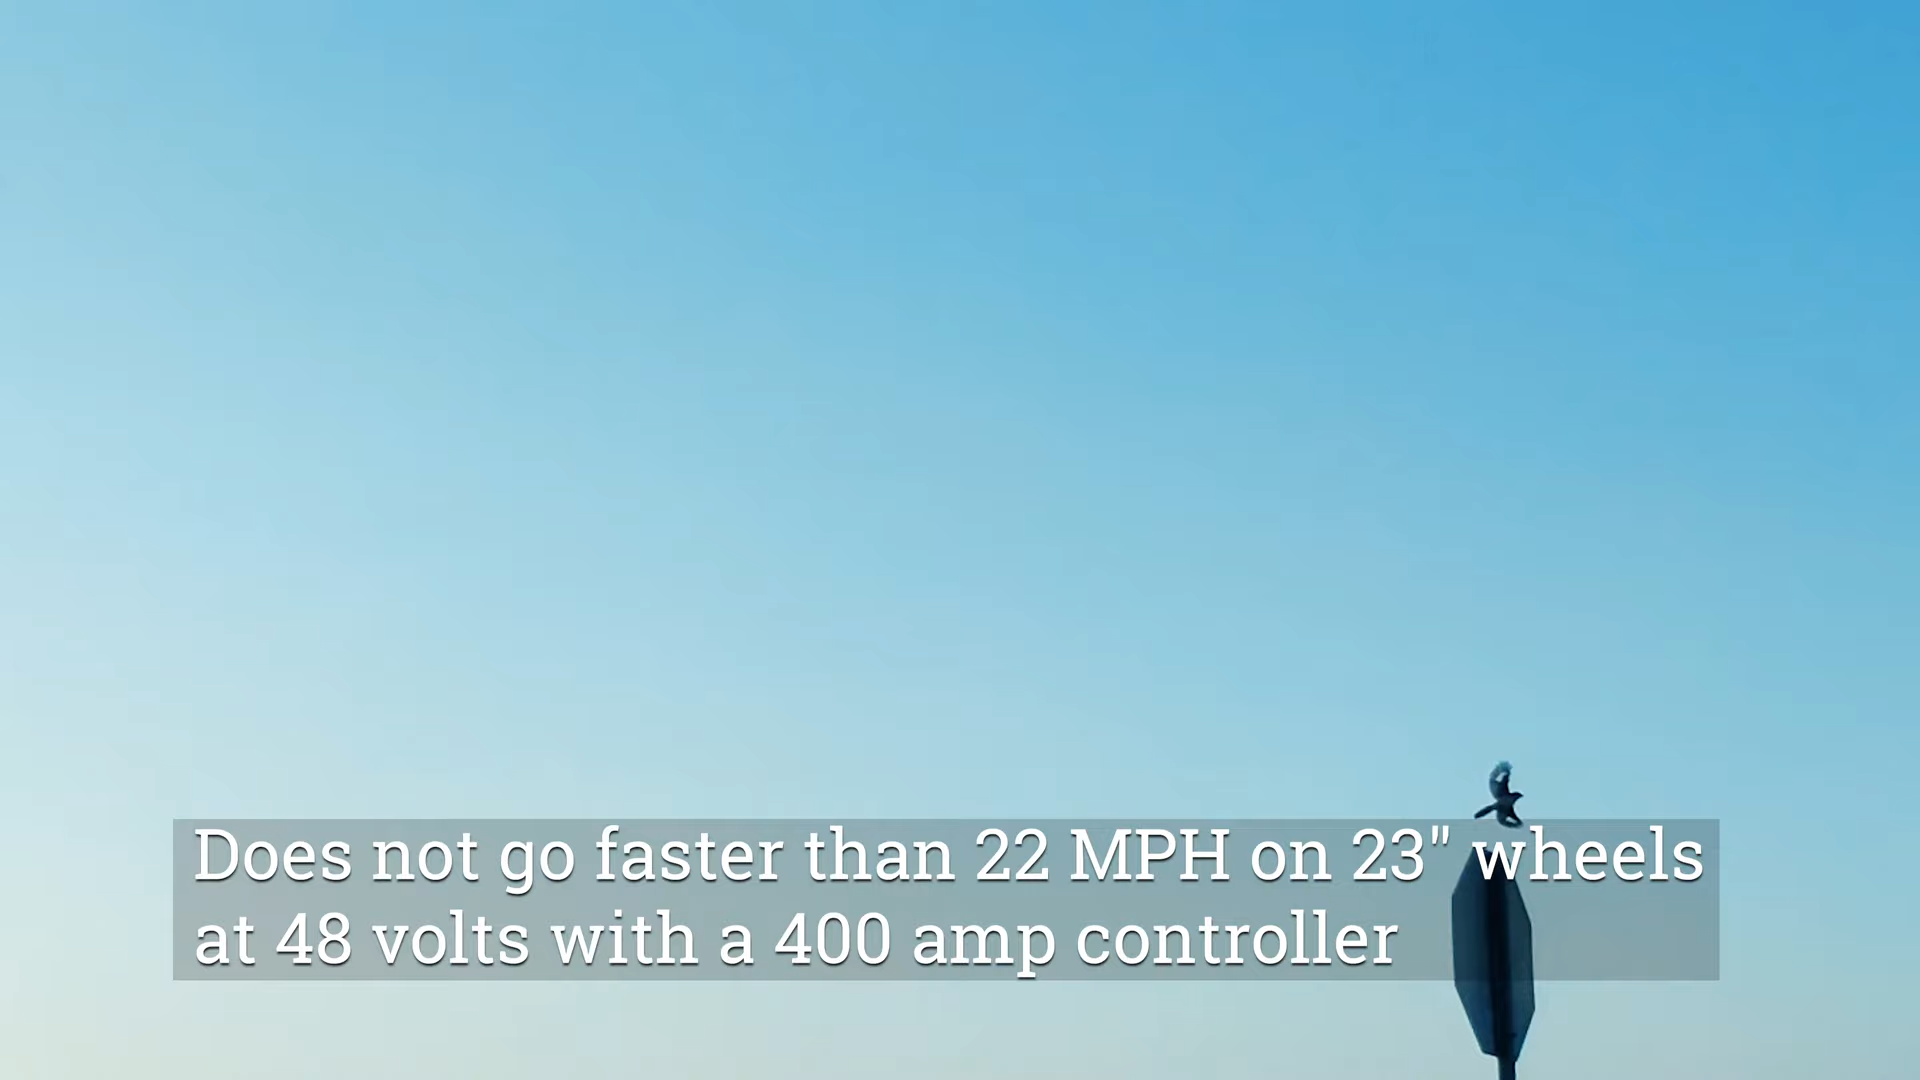 Does not go faster than 22 MPH on 23" wheels
at 48 volts with a 400 amp controller